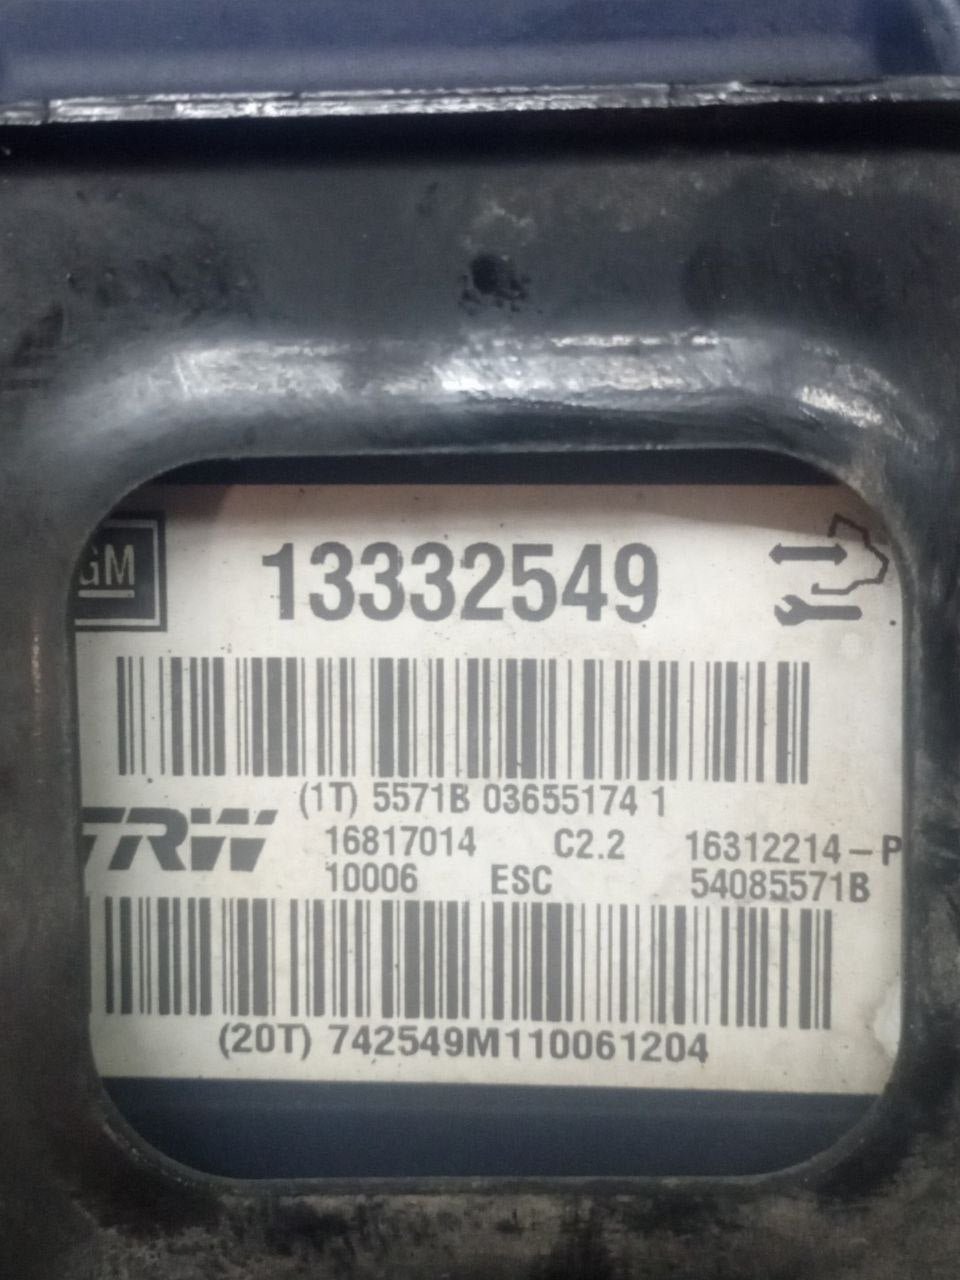 GM
13332549
(1T) 5571B 03655174 1
TRW
16817014 C2.2 16312214-P
10006 ESC 54085571B
(20T) 742549M110061204